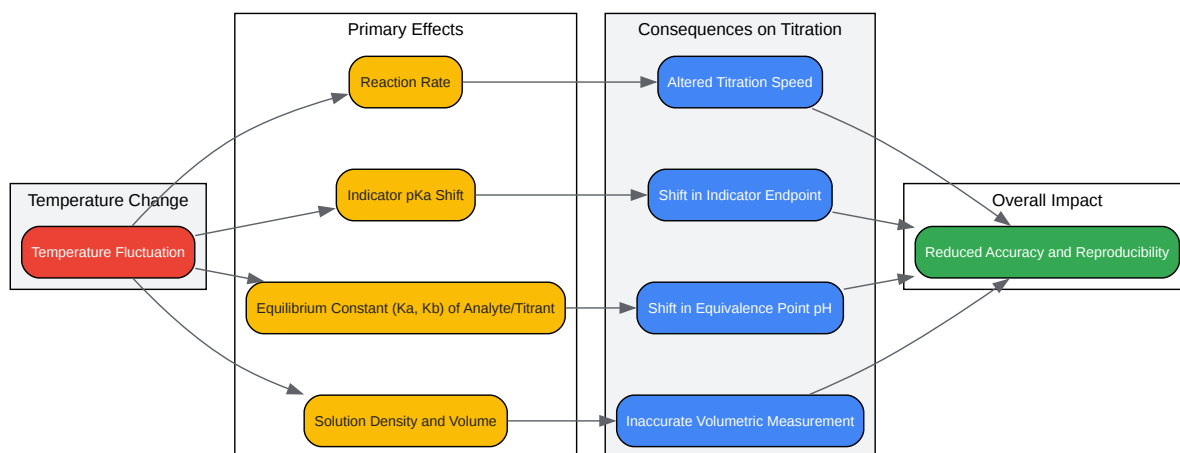 Temperature Change
Temperature Fluctuation
Primary Effects
Reaction Rate
Indicator pKa Shift
Equilibrium Constant (Ka, Kb) of Analyte/Titrant
Solution Density and Volume
Consequences on Titration
Altered Titration Speed
Shift in Indicator Endpoint
Shift in Equivalence Point pH
Inaccurate Volumetric Measurement
Overall Impact
Reduced Accuracy and Reproducibility